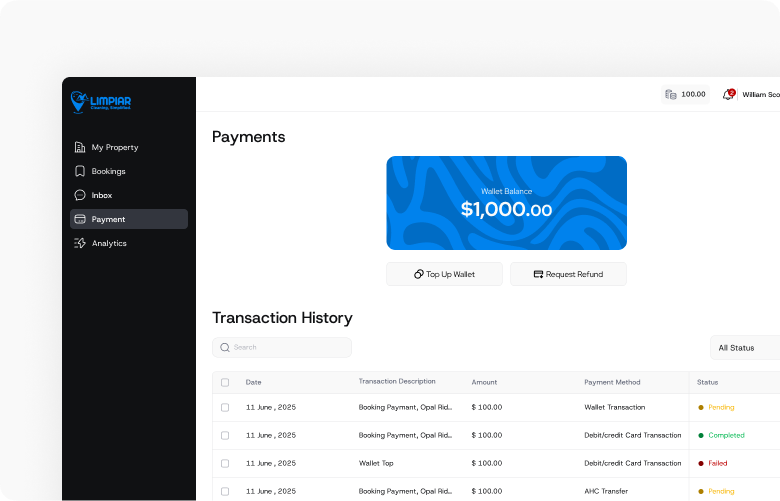 LIMPIAR
Cleaning, Simplified.
100.00
2
William Sco
My Property
Bookings
Inbox
Payment
Analytics
Payments
Wallet Balance
$1,000.00
Top Up Wallet
Request Refund
Transaction History
Search
All Status
Date Transaction Description Amount Payment Method Status
11 June , 2025 Booking Payment, Opal Rid... $ 100.00 Wallet Transaction Pending
11 June , 2025 Booking Payment, Opal Rid... $ 100.00 Debit/credit Card Transaction Completed
11 June , 2025 Wallet Top $ 100.00 Debit/credit Card Transaction Failed
11 June , 2025 Booking Payment, Opal Rid... $ 100.00 AHC Transfer Pending